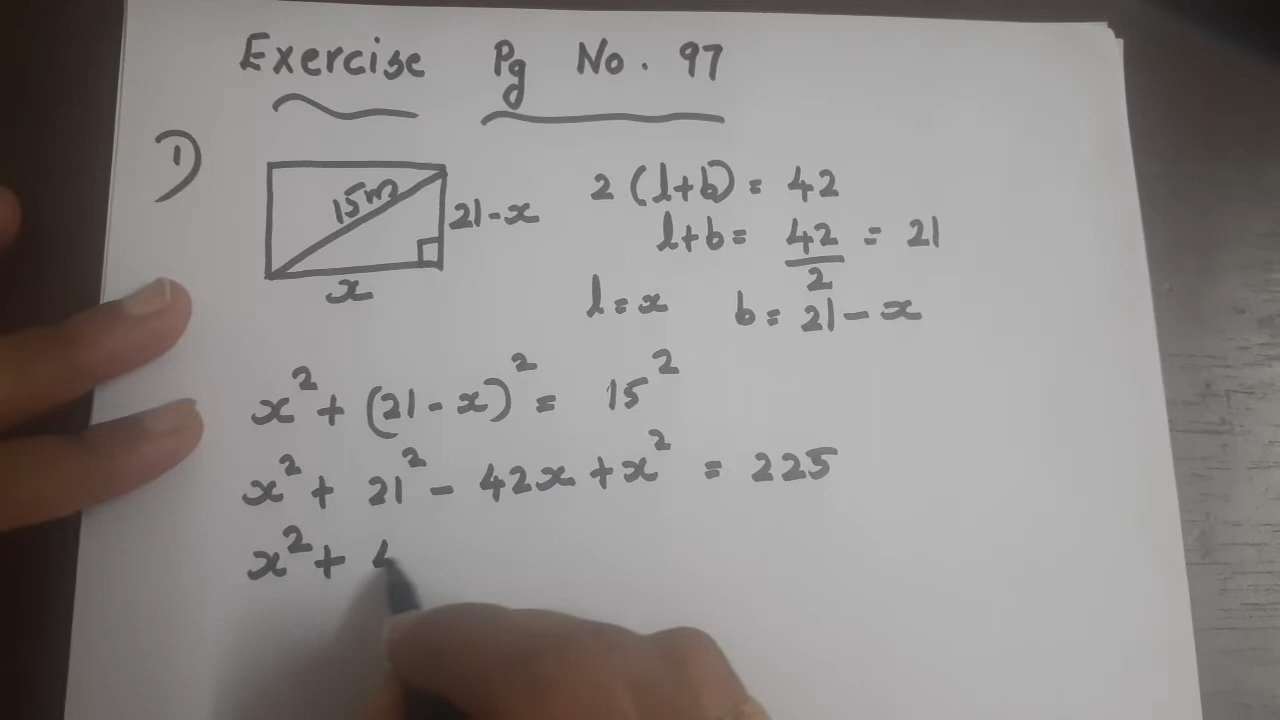 Exercise Pg No. 97
1)
15m
21-x
x
2 (l+b) = 42
l+b = 42/2 = 21
l = x b = 21 - x
x² + (21 - x)² = 15²
x² + 21² - 42x + x² = 225
x² + 4